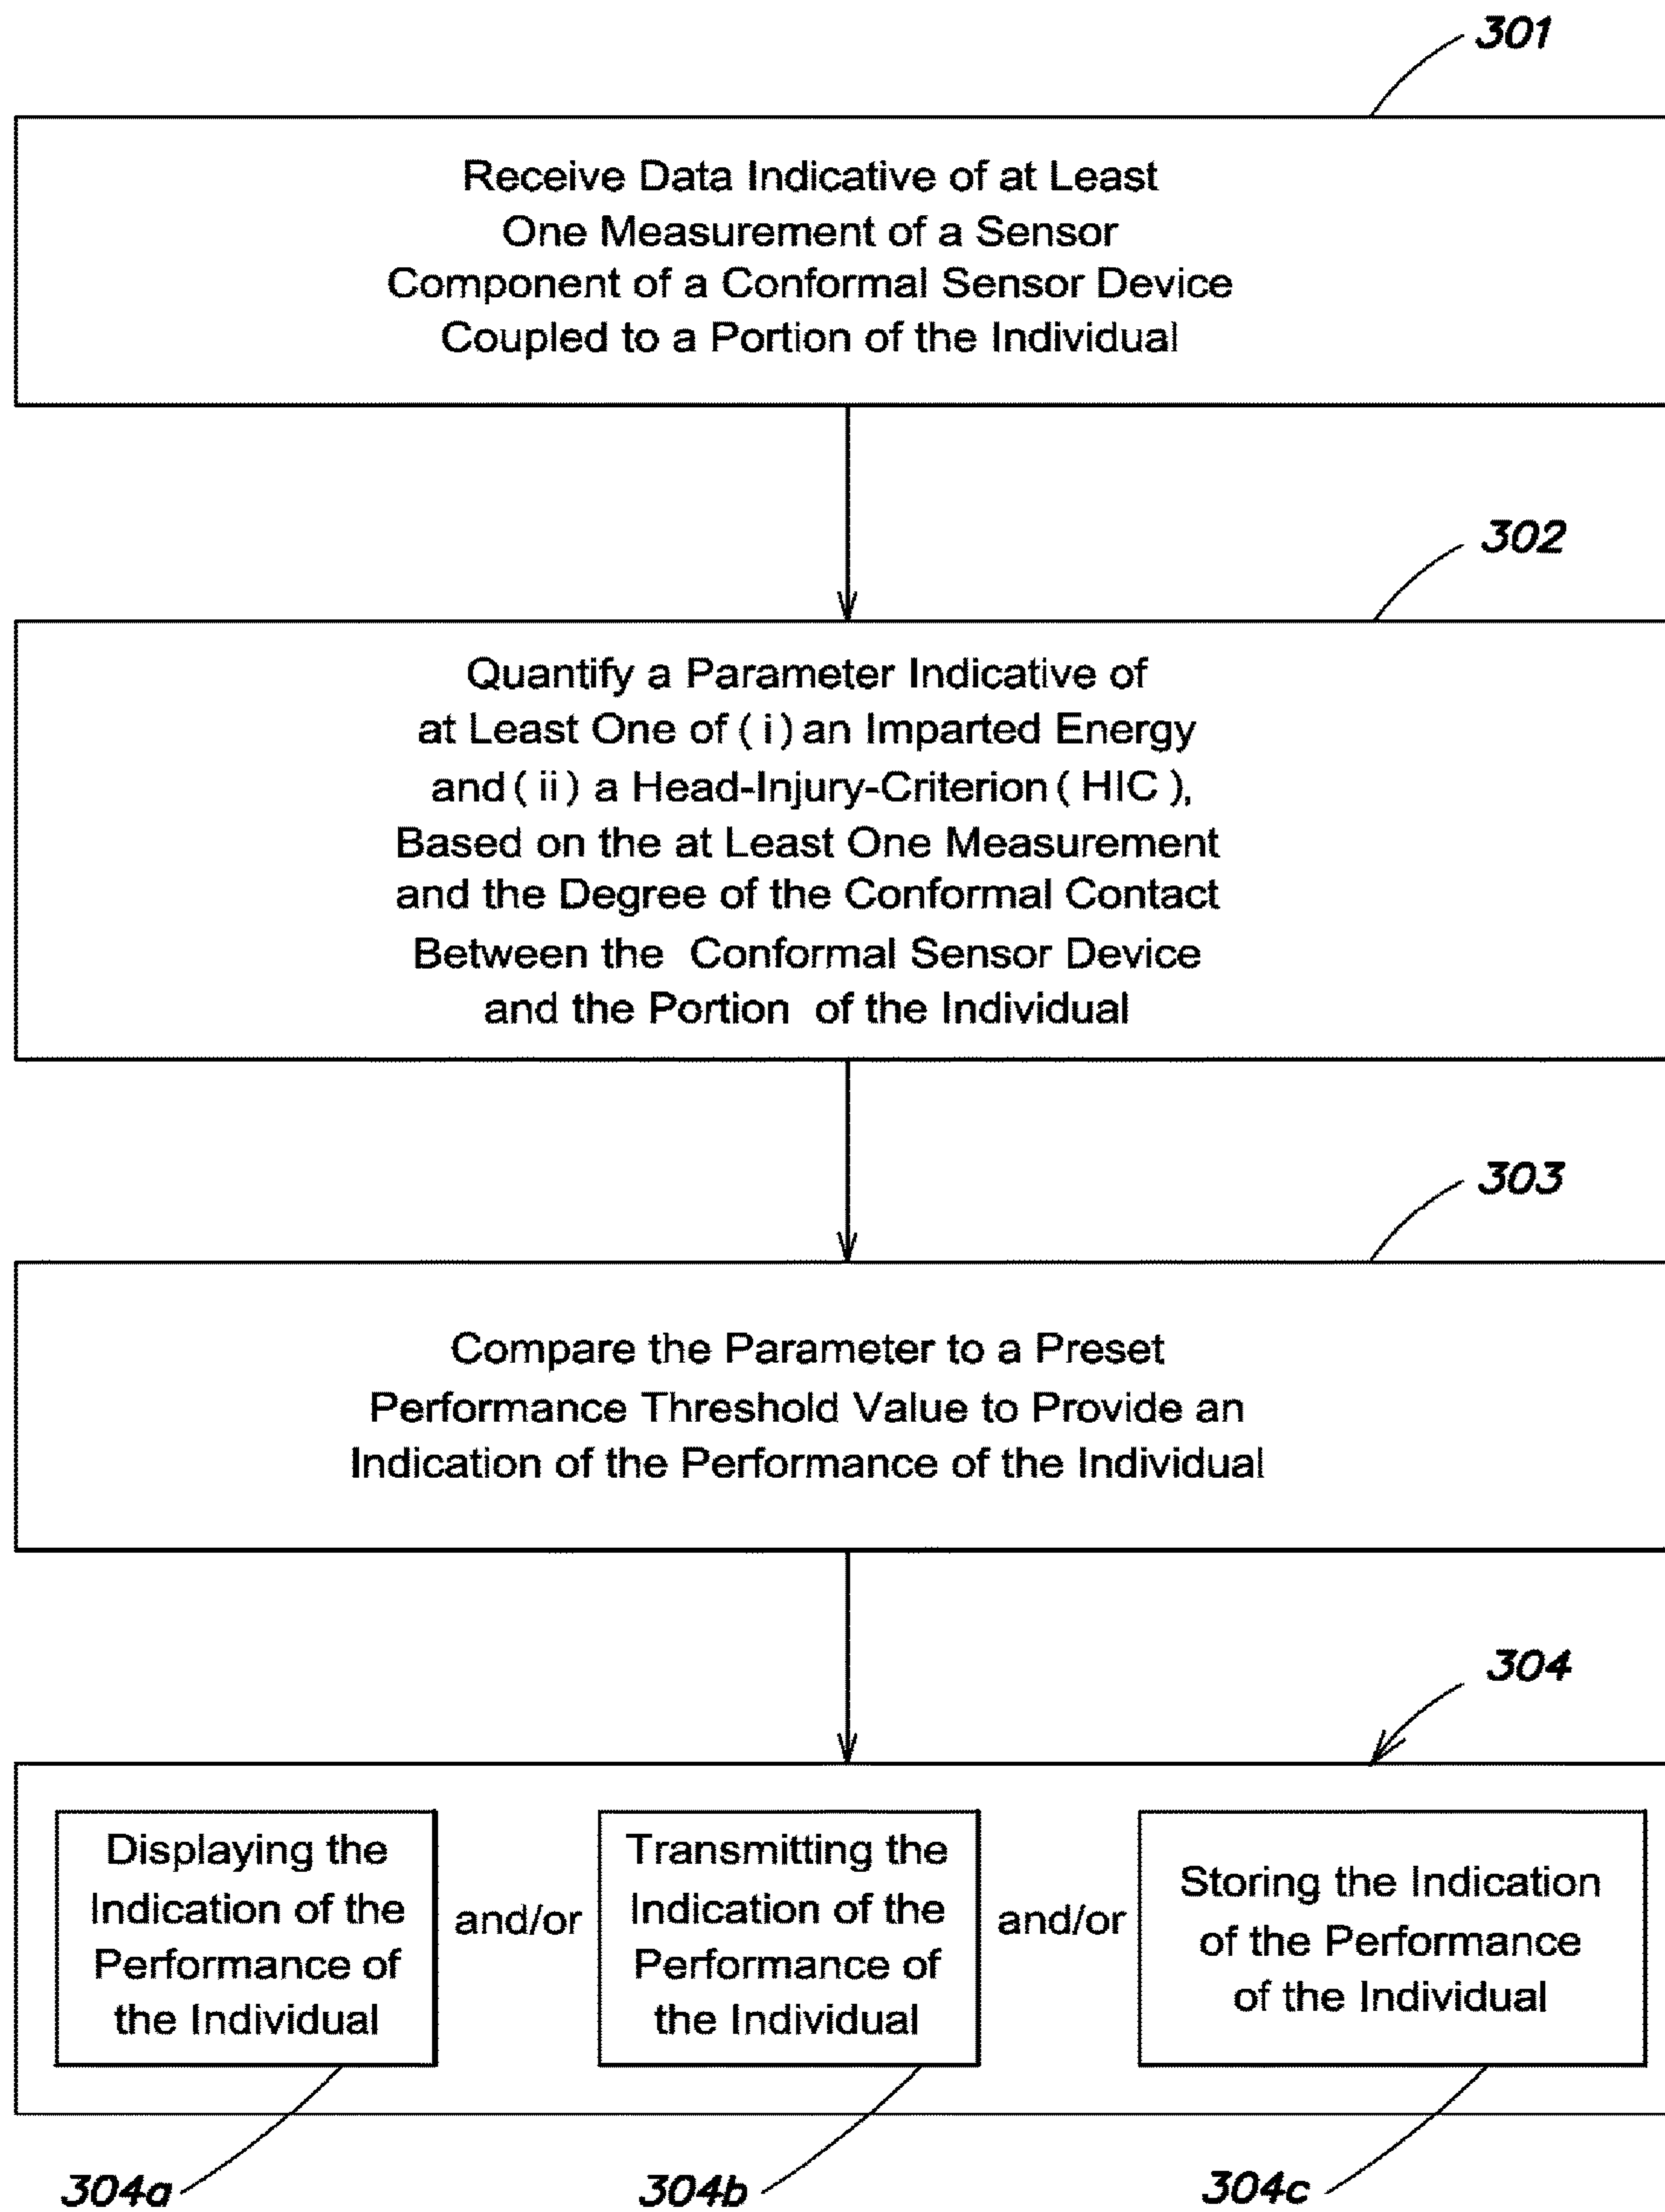 301
Receive Data Indicative of at Least
One Measurement of a Sensor
Component of a Conformal Sensor Device
Coupled to a Portion of the Individual
302
Quantify a Parameter Indicative of
at Least One of ( i ) an Imparted Energy
and ( ii ) a Head-Injury-Criterion ( HIC ),
Based on the at Least One Measurement
and the Degree of the Conformal Contact
Between the Conformal Sensor Device
and the Portion of the Individual
303
Compare the Parameter to a Preset
Performance Threshold Value to Provide an
Indication of the Performance of the Individual
304
Displaying the
Indication of the
Performance of
the Individual
and/or
Transmitting the
Indication of the
Performance of
the Individual
and/or
Storing the Indication
of the Performance
of the Individual
304a
304b
304c